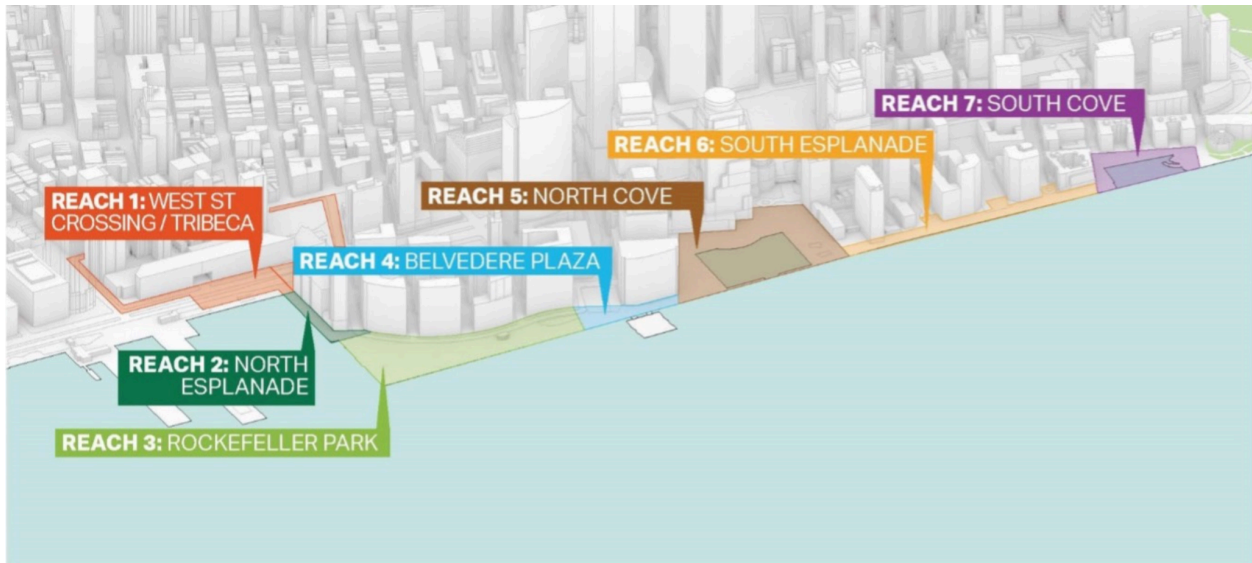 REACH 7: SOUTH COVE
REACH 6: SOUTH ESPLANADE
REACH 5: NORTH COVE
REACH 1: WEST ST
CROSSING / TRIBECA
REACH 4: BELVEDERE PLAZA
REACH 2: NORTH
ESPLANADE
REACH 3: ROCKEFELLER PARK